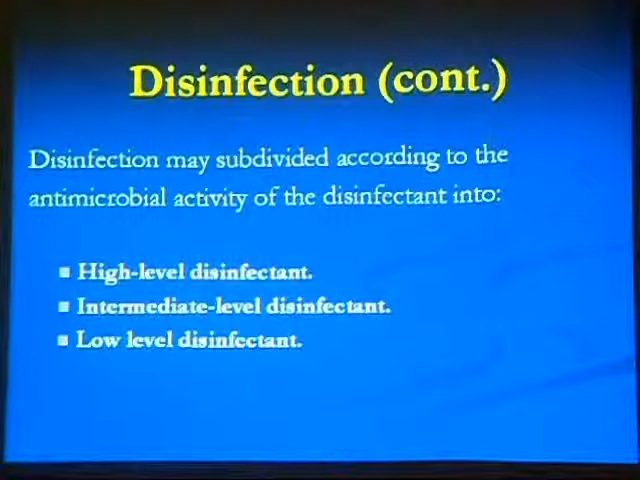 Disinfection (cont.)
Disinfection may subdivided according to the
antimicrobial activity of the disinfectant into:
High-level disinfectant.
Intermediate-level disinfectant.
Low level disinfectant.